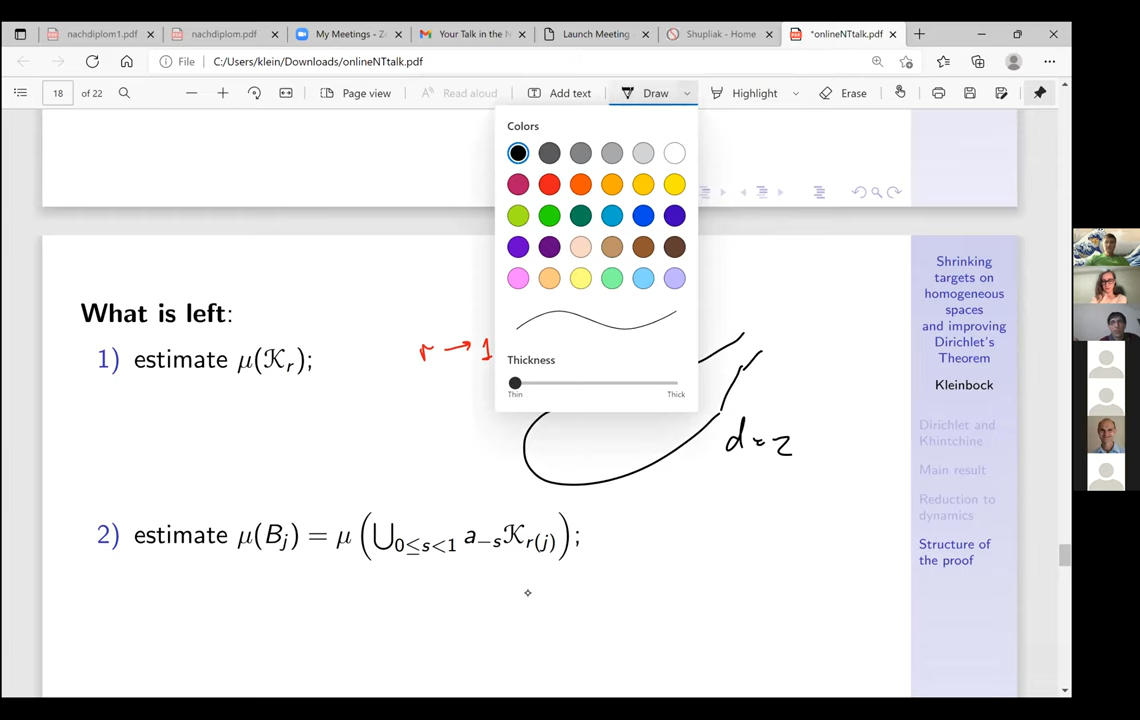 nachdiplom1.pdf
nachdiplom.pdf
My Meetings - Z
Your Talk in the N
Launch Meeting
Shupliak - Home
*onlineNTtalk.pdf
File C:/Users/klein/Downloads/onlineNTtalk.pdf
18 of 22
Page view
Read aloud
Add text
Draw
Highlight
Erase
Colors
Thickness
Thin Thick
What is left:
1) estimate μ(𝒦_r);
r → 1
d = 2
2) estimate μ(B_j) = μ (⋃_{0≤s<1} a_{-s}𝒦_{r(j)});
Shrinking
targets on
homogeneous
spaces
and improving
Dirichlet's
Theorem
Kleinbock
Dirichlet and
Khintchine
Main result
Reduction to
dynamics
Structure of
the proof